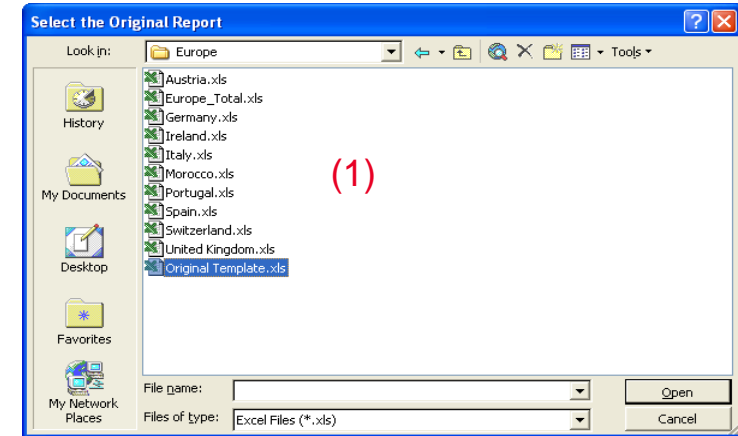 Select the Original Report
Look in: Europe Tools
Austria.xls
Europe_Total.xls
Germany.xls
Ireland.xls
Italy.xls
Morocco.xls
Portugal.xls
Spain.xls
Switzerland.xls
United Kingdom.xls
Original Template.xls
(1)
History
My Documents
Desktop
Favorites
My Network
Places
File name: Open
Files of type: Excel Files (*.xls) Cancel